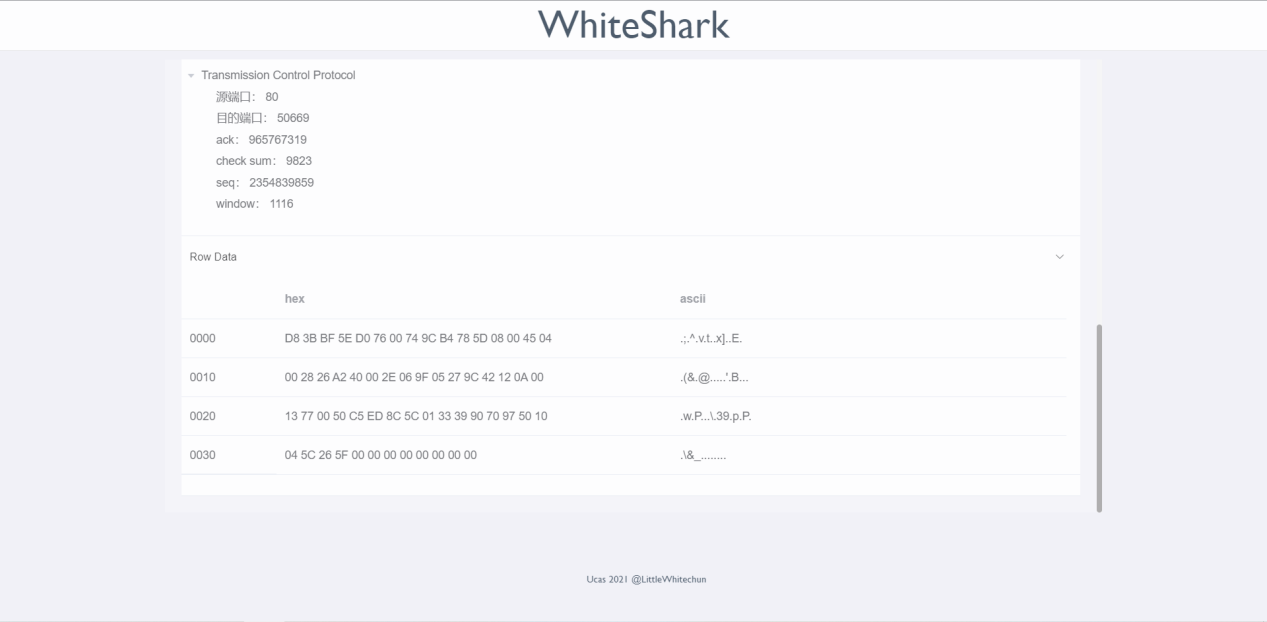 WhiteShark
Transmission Control Protocol
源端口： 80
目的端口： 50669
ack： 965767319
check sum： 9823
seq： 2354839859
window： 1116
Row Data
hex ascii
0000 D8 3B BF 5E D0 76 00 74 9C B4 78 5D 08 00 45 04 .;.^.v.t..x]..E.
0010 00 28 26 A2 40 00 2E 06 9F 05 27 9C 42 12 0A 00 .(&.@.....'.B...
0020 13 77 00 50 C5 ED 8C 5C 01 33 39 90 70 97 50 10 .w.P...\.39.p.P.
0030 04 5C 26 5F 00 00 00 00 00 00 00 00 .\&_........
Ucas 2021 @LittleWhitechun